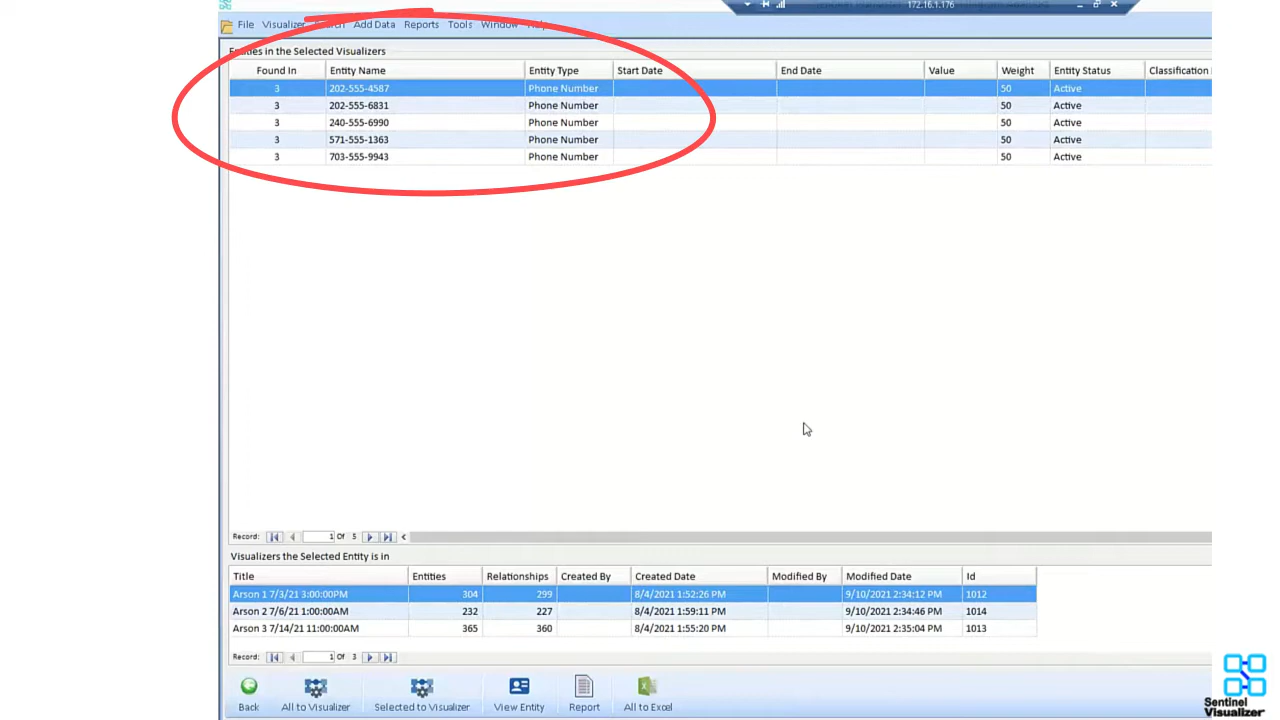 172.16.1.176
File Visualizer Search Add Data Reports Tools Window Help
Entities in the Selected Visualizers
Found In Entity Name Entity Type Start Date End Date Value Weight Entity Status Classification
3 202-555-4587 Phone Number 50 Active
3 202-555-6831 Phone Number 50 Active
3 240-555-6990 Phone Number 50 Active
3 571-555-1363 Phone Number 50 Active
3 703-555-9943 Phone Number 50 Active
Record: 1 Of 5
Visualizers the Selected Entity is in
Title Entities Relationships Created By Created Date Modified By Modified Date Id
Arson 1 7/3/21 3:00:00PM 304 299 8/4/2021 1:52:26 PM 9/10/2021 2:34:12 PM 1012
Arson 2 7/6/21 1:00:00AM 232 227 8/4/2021 1:59:11 PM 9/10/2021 2:34:46 PM 1014
Arson 3 7/14/21 11:00:00AM 365 360 8/4/2021 1:55:20 PM 9/10/2021 2:35:04 PM 1013
Record: 1 Of 3
Back All to Visualizer Selected to Visualizer View Entity Report All to Excel
Sentinel
Visualizer